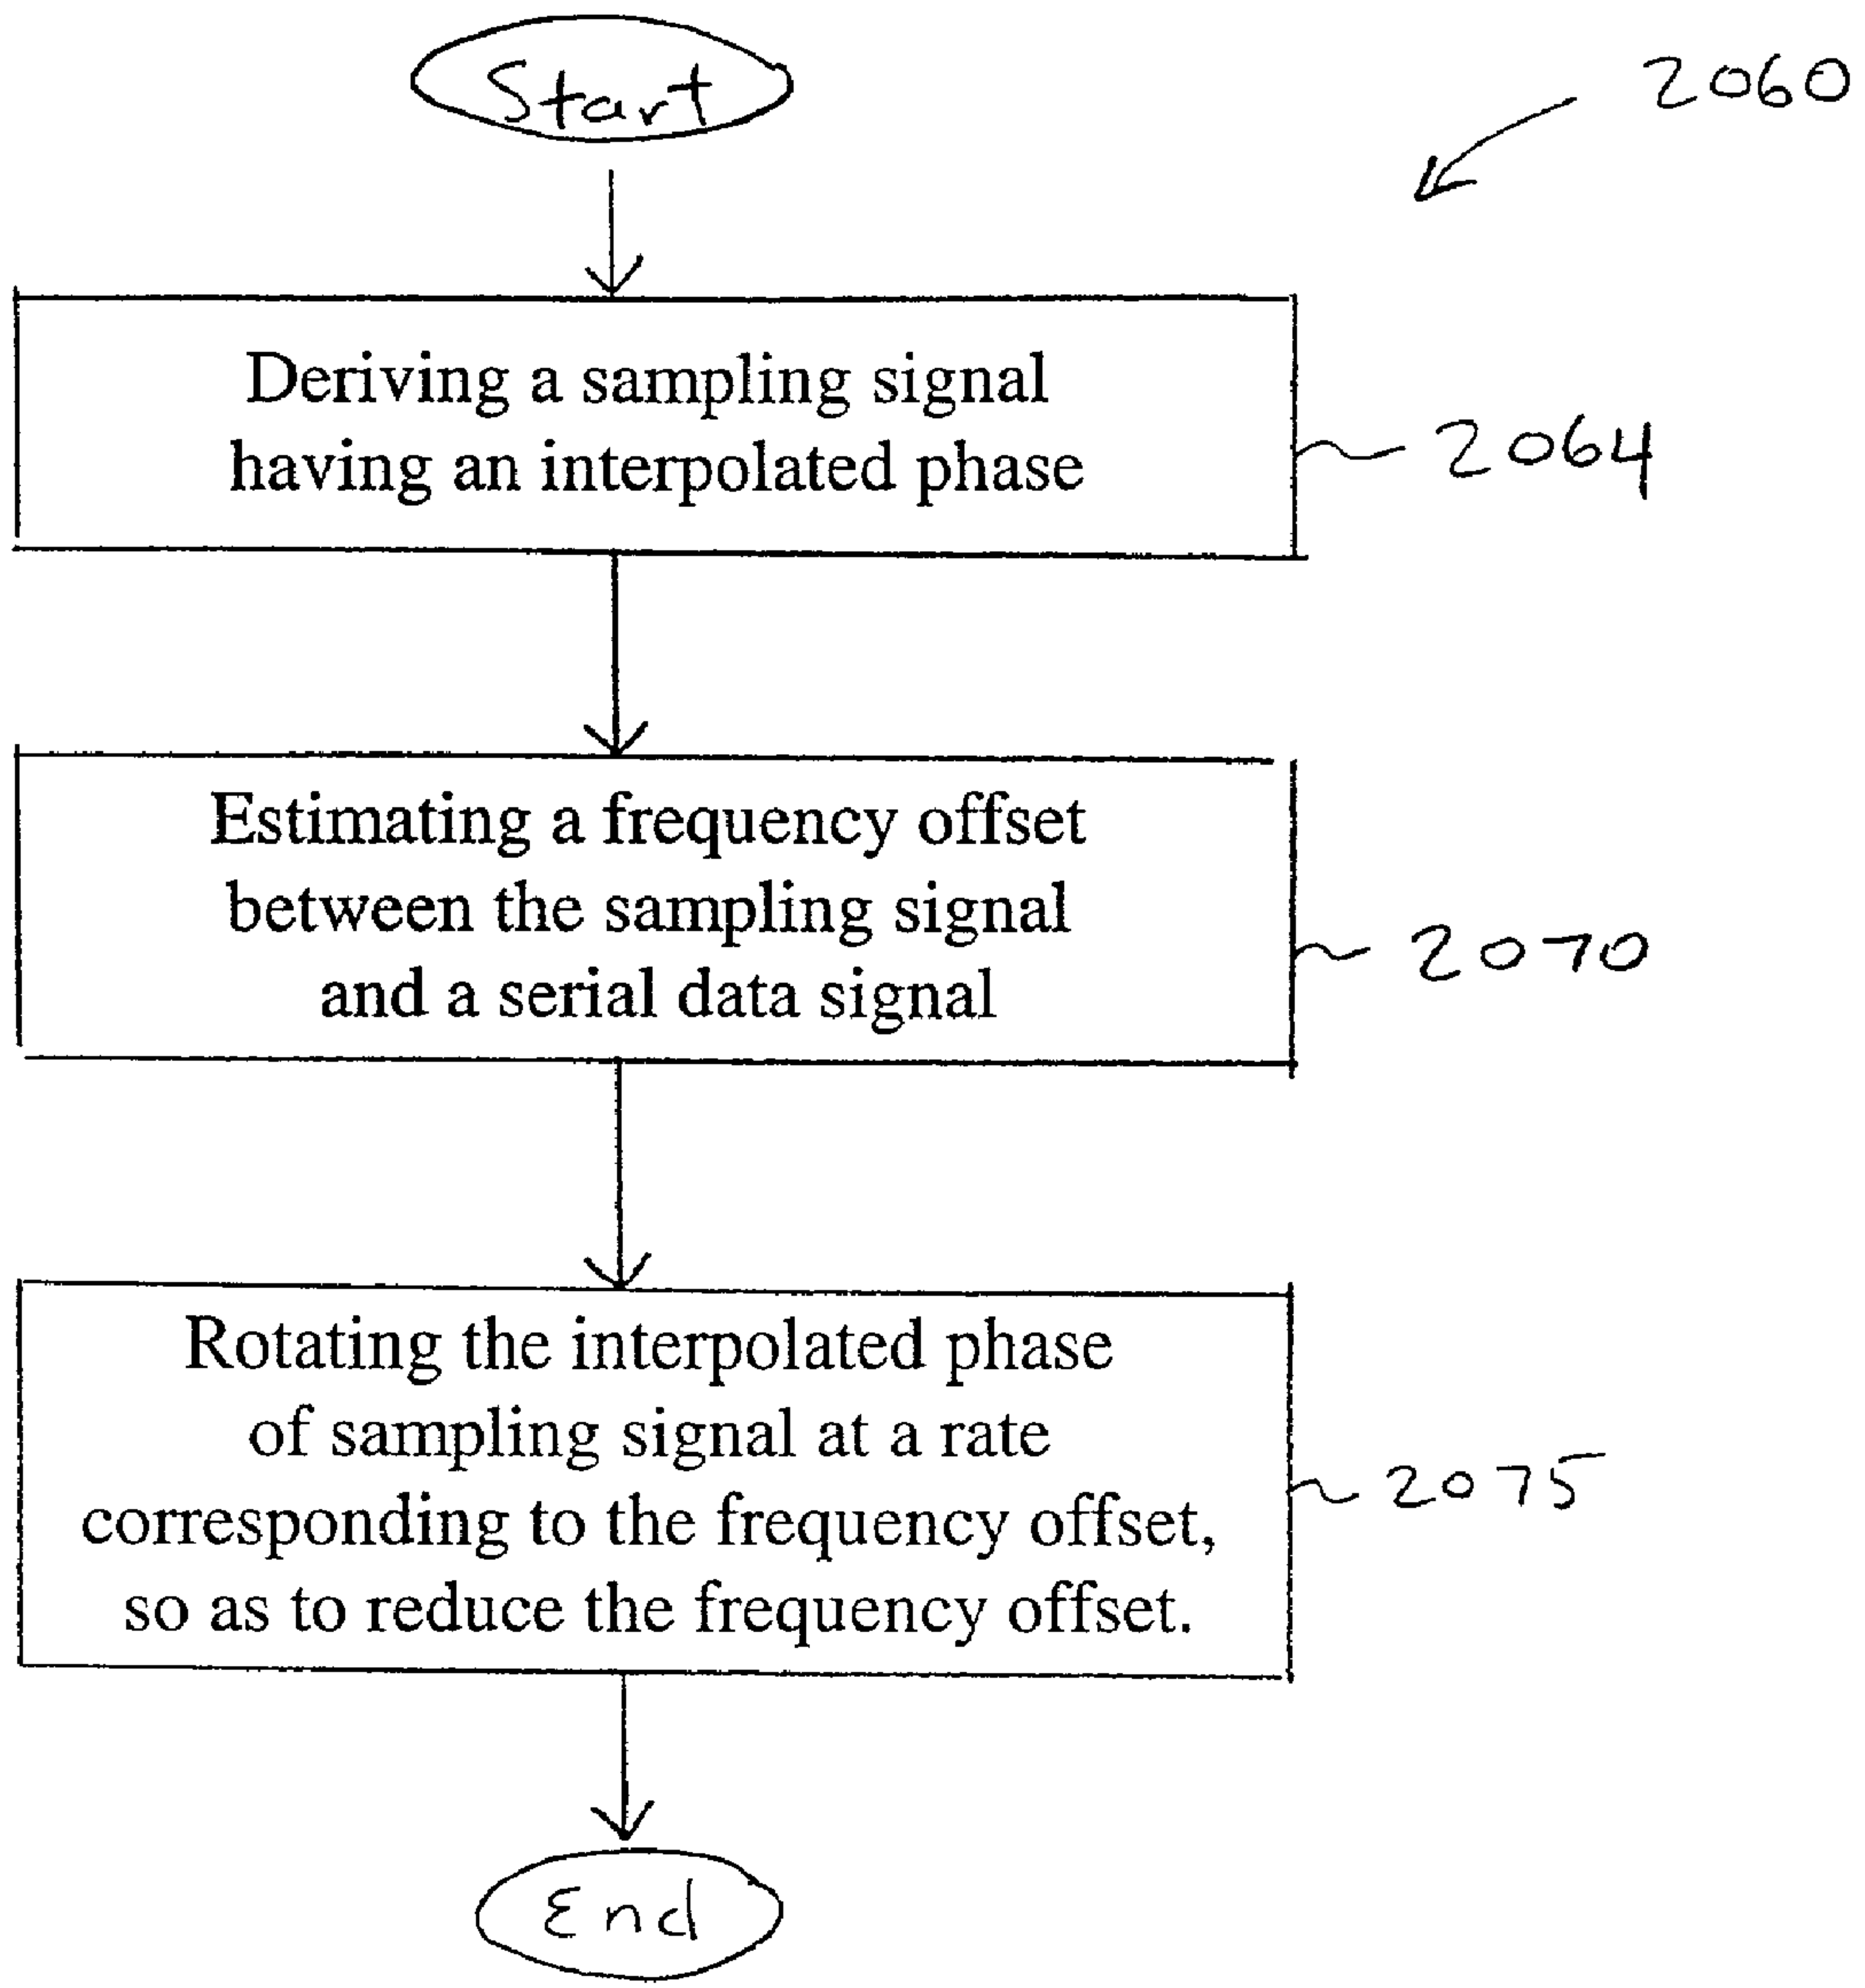 Start
2060
Deriving a sampling signal
having an interpolated phase
2064
Estimating a frequency offset
between the sampling signal
and a serial data signal
2070
Rotating the interpolated phase
of sampling signal at a rate
corresponding to the frequency offset,
so as to reduce the frequency offset.
2075
End